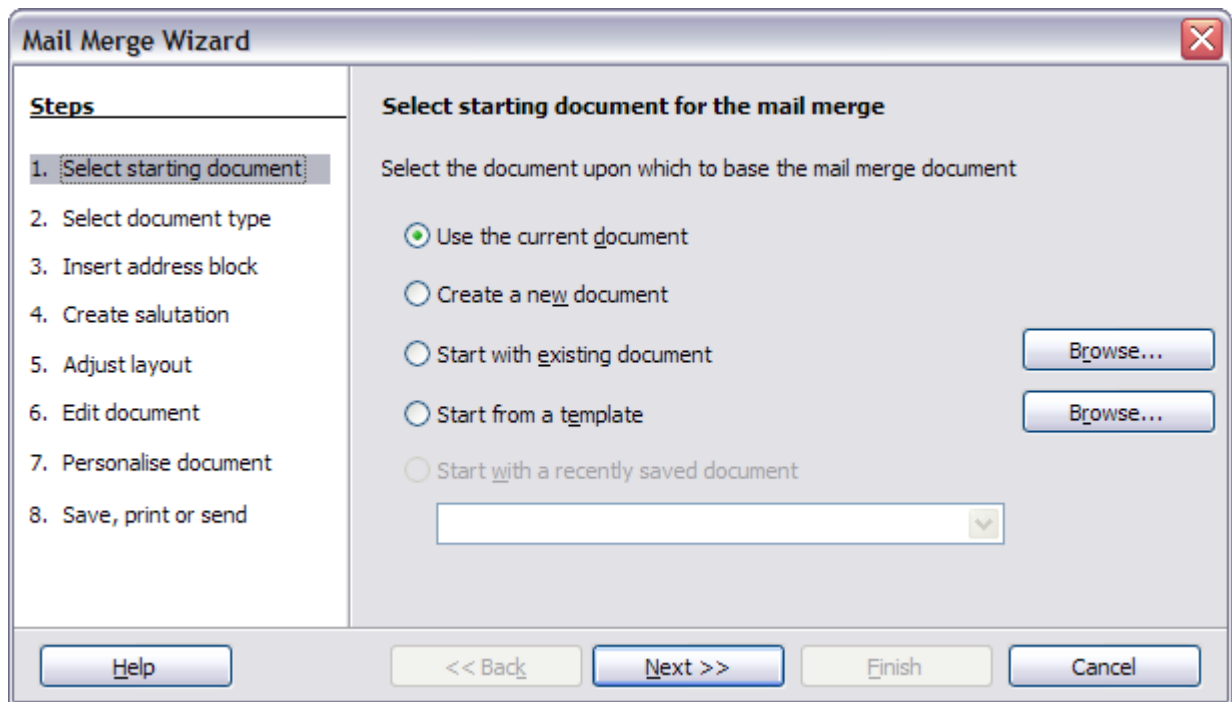 Mail Merge Wizard
Steps
1. Select starting document
2. Select document type
3. Insert address block
4. Create salutation
5. Adjust layout
6. Edit document
7. Personalise document
8. Save, print or send
Select starting document for the mail merge
Select the document upon which to base the mail merge document
Use the current document
Create a new document
Start with existing document
Browse...
Start from a template
Browse...
Start with a recently saved document
Help
<< Back
Next >>
Finish
Cancel